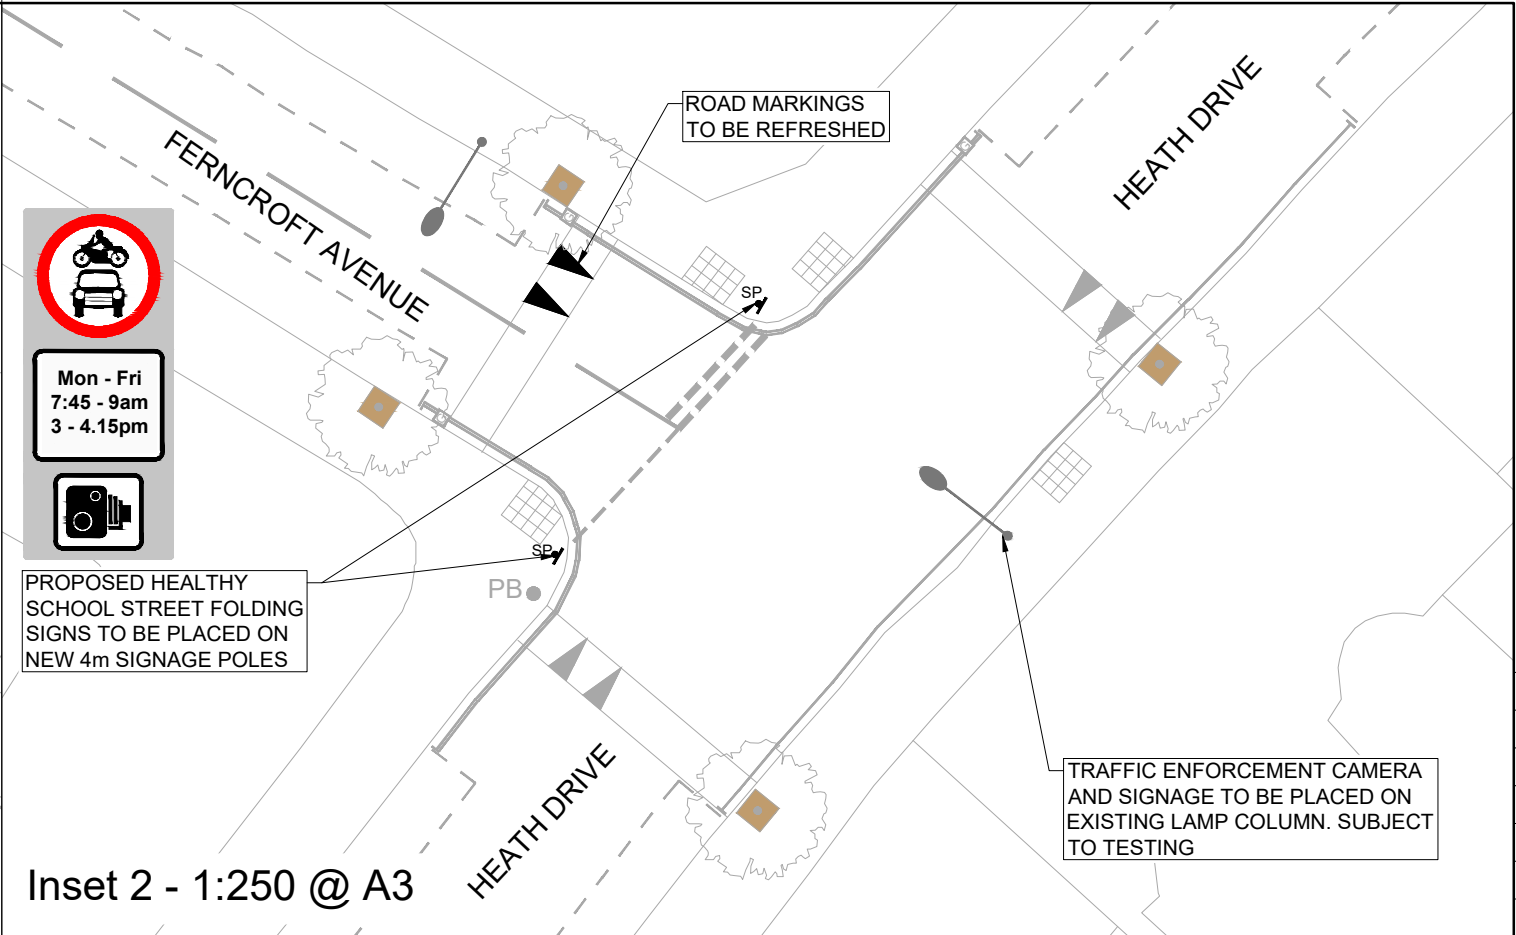 ROAD MARKINGS
TO BE REFRESHED
HEATH DRIVE
FERNCROFT AVENUE
Mon - Fri
7:45 - 9am
3 - 4.15pm
SP
SP
PB
PROPOSED HEALTHY
SCHOOL STREET FOLDING
SIGNS TO BE PLACED ON
NEW 4m SIGNAGE POLES
HEATH DRIVE
TRAFFIC ENFORCEMENT CAMERA
AND SIGNAGE TO BE PLACED ON
EXISTING LAMP COLUMN. SUBJECT
TO TESTING
Inset 2 - 1:250 @ A3